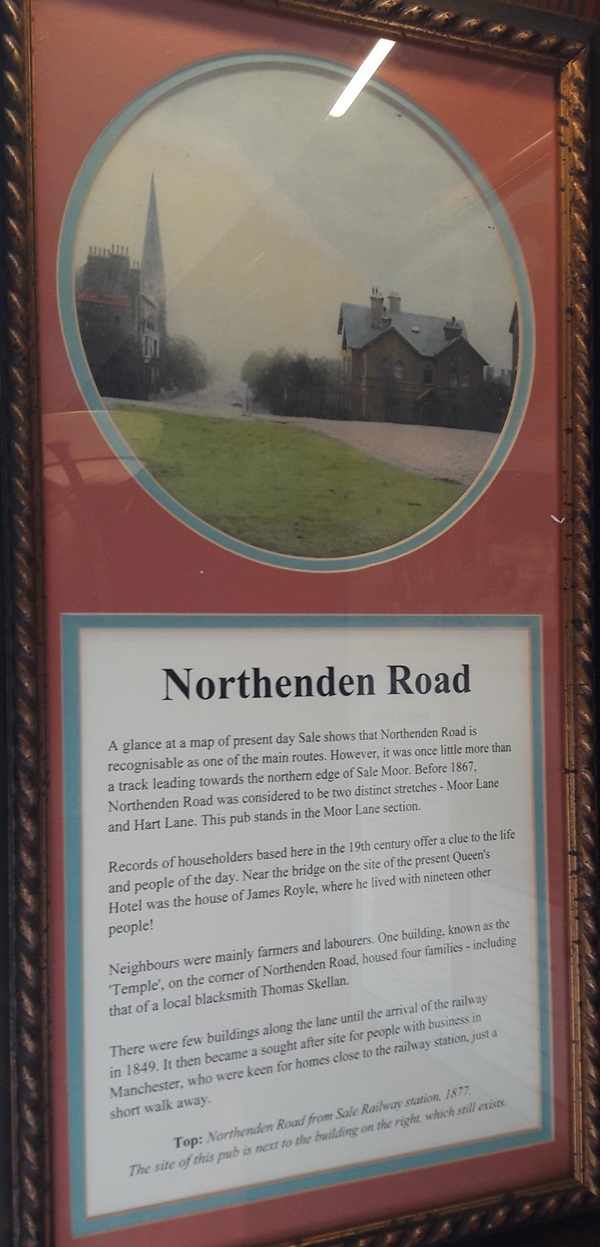 Northenden Road
A glance at a map of present day Sale shows that Northenden Road is
recognisable as one of the main routes. However, it was once little more than
a track leading towards the northern edge of Sale Moor. Before 1867,
Northenden Road was considered to be two distinct stretches - Moor Lane
and Hart Lane. This pub stands in the Moor Lane section.
Records of householders based here in the 19th century offer a clue to the life
and people of the day. Near the bridge on the site of the present Queen's
Hotel was the house of James Royle, where he lived with nineteen other
people!
Neighbours were mainly farmers and labourers. One building, known as the
'Temple', on the corner of Northenden Road, housed four families - including
that of a local blacksmith Thomas Skellan.
There were few buildings along the lane until the arrival of the railway
in 1849. It then became a sought after site for people with business in
Manchester, who were keen for homes close to the railway station, just a
short walk away.
Top: Northenden Road from Sale Railway station, 1877.
The site of this pub is next to the building on the right, which still exists.